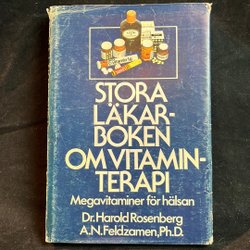 STORA
LÄKAR-
BOKEN
OM VITAMIN-
TERAPI
Megavitaminer för hälsan
Dr. Harold Rosenberg
A.N. Feldzamen, Ph.D.